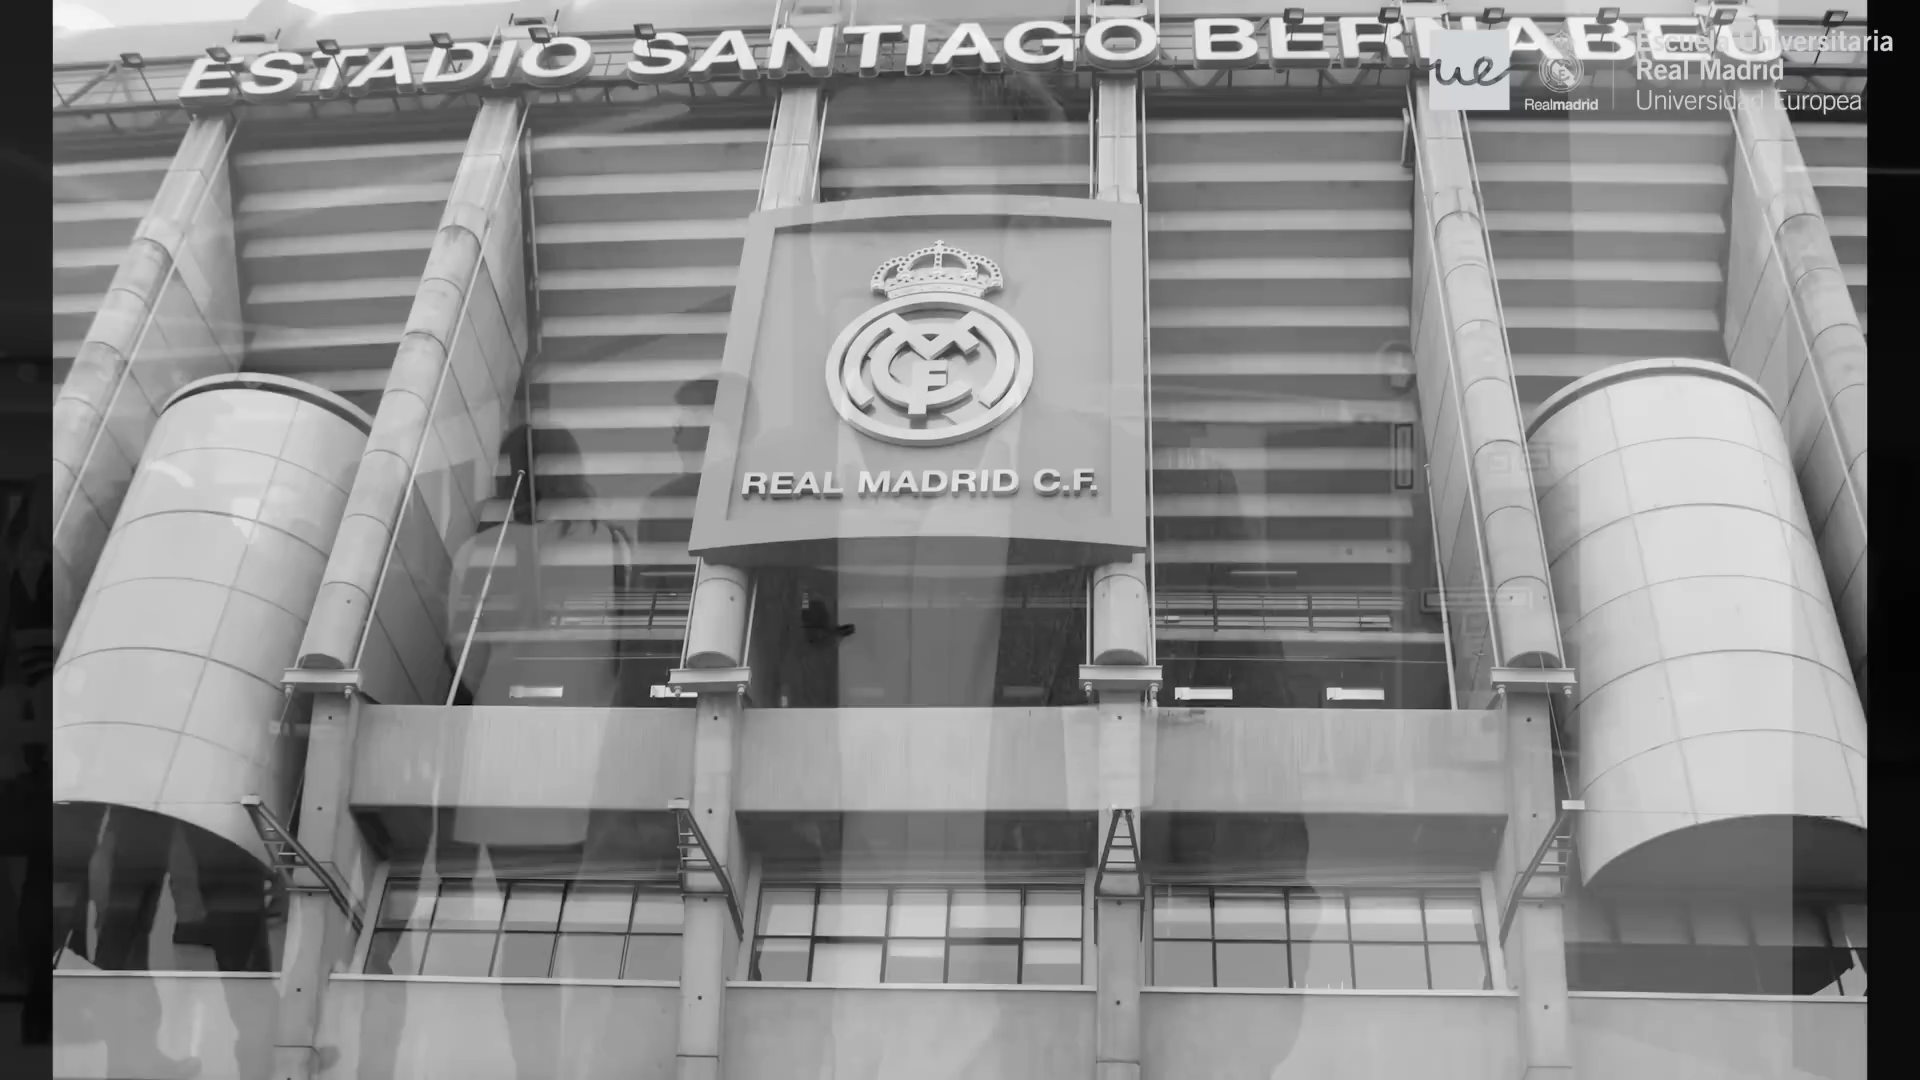 ESTADIO SANTIAGO BERNABEU
ue
Realmadrid
Escuela Universitaria
Real Madrid
Universidad Europea
REAL MADRID C.F.